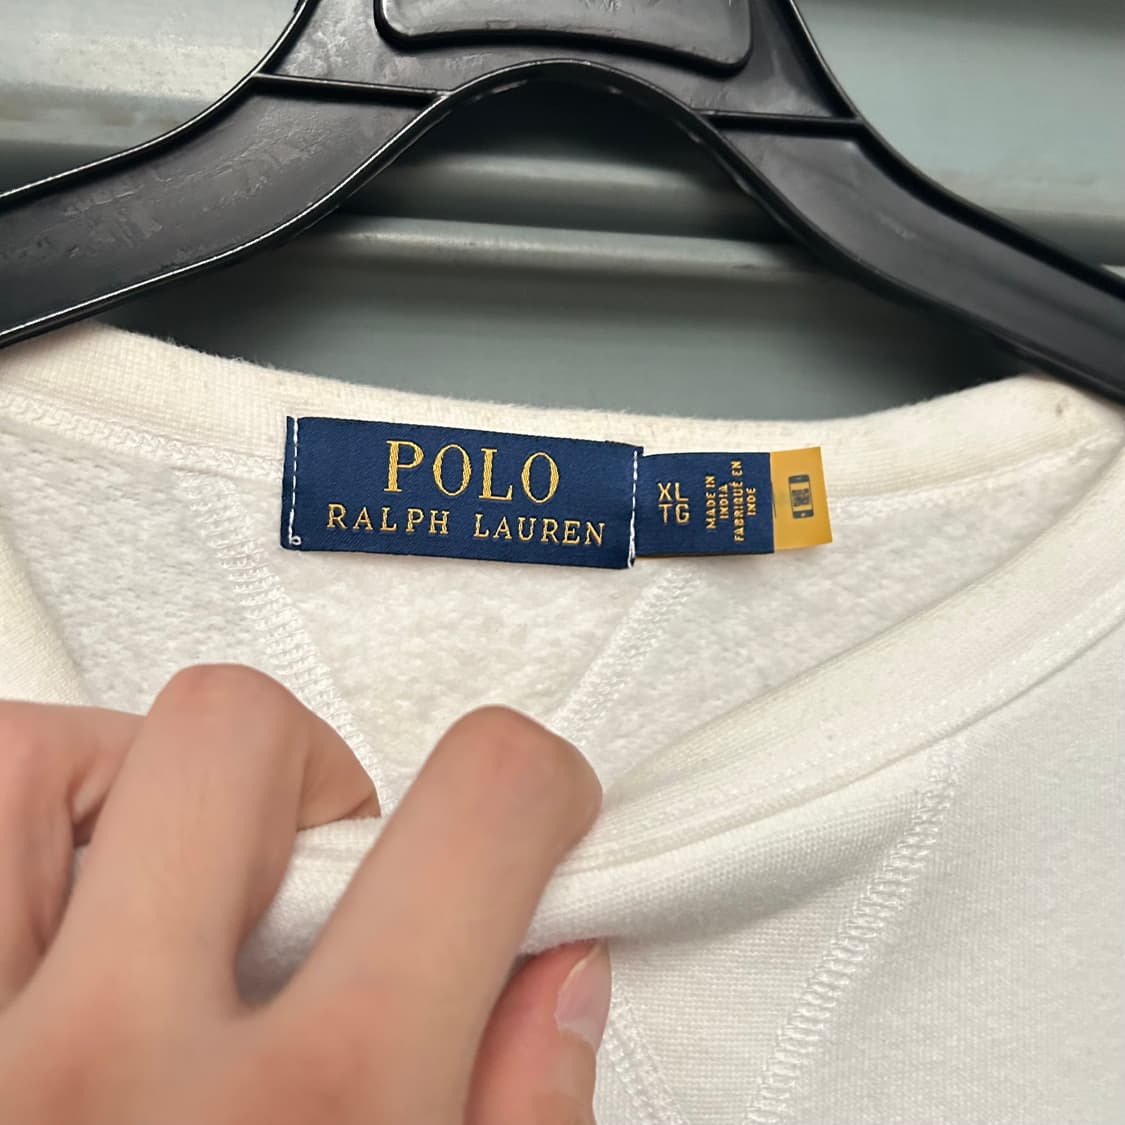 POLO
RALPH LAUREN
XL
TG
MADE IN
INDIA
FABRIQUÉ EN
INDE